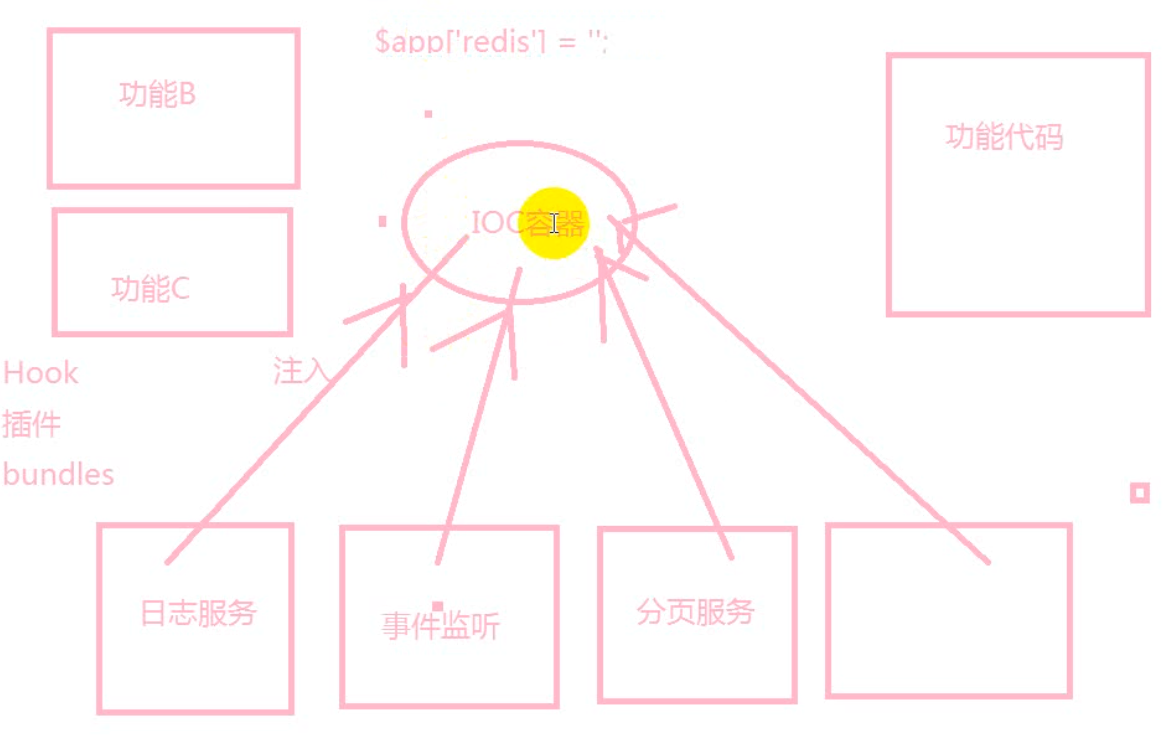 $app['redis'] = '';
功能B
功能代码
IOC容器
功能C
Hook
注入
插件
bundles
日志服务
事件监听
分页服务